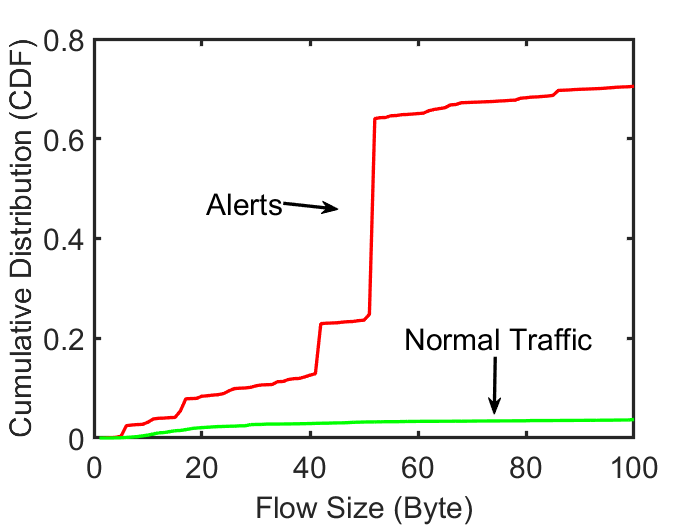 0.8
0.6
0.4
0.2
0
Cumulative Distribution (CDF)
Alerts
Normal Traffic
0 20 40 60 80 100
Flow Size (Byte)